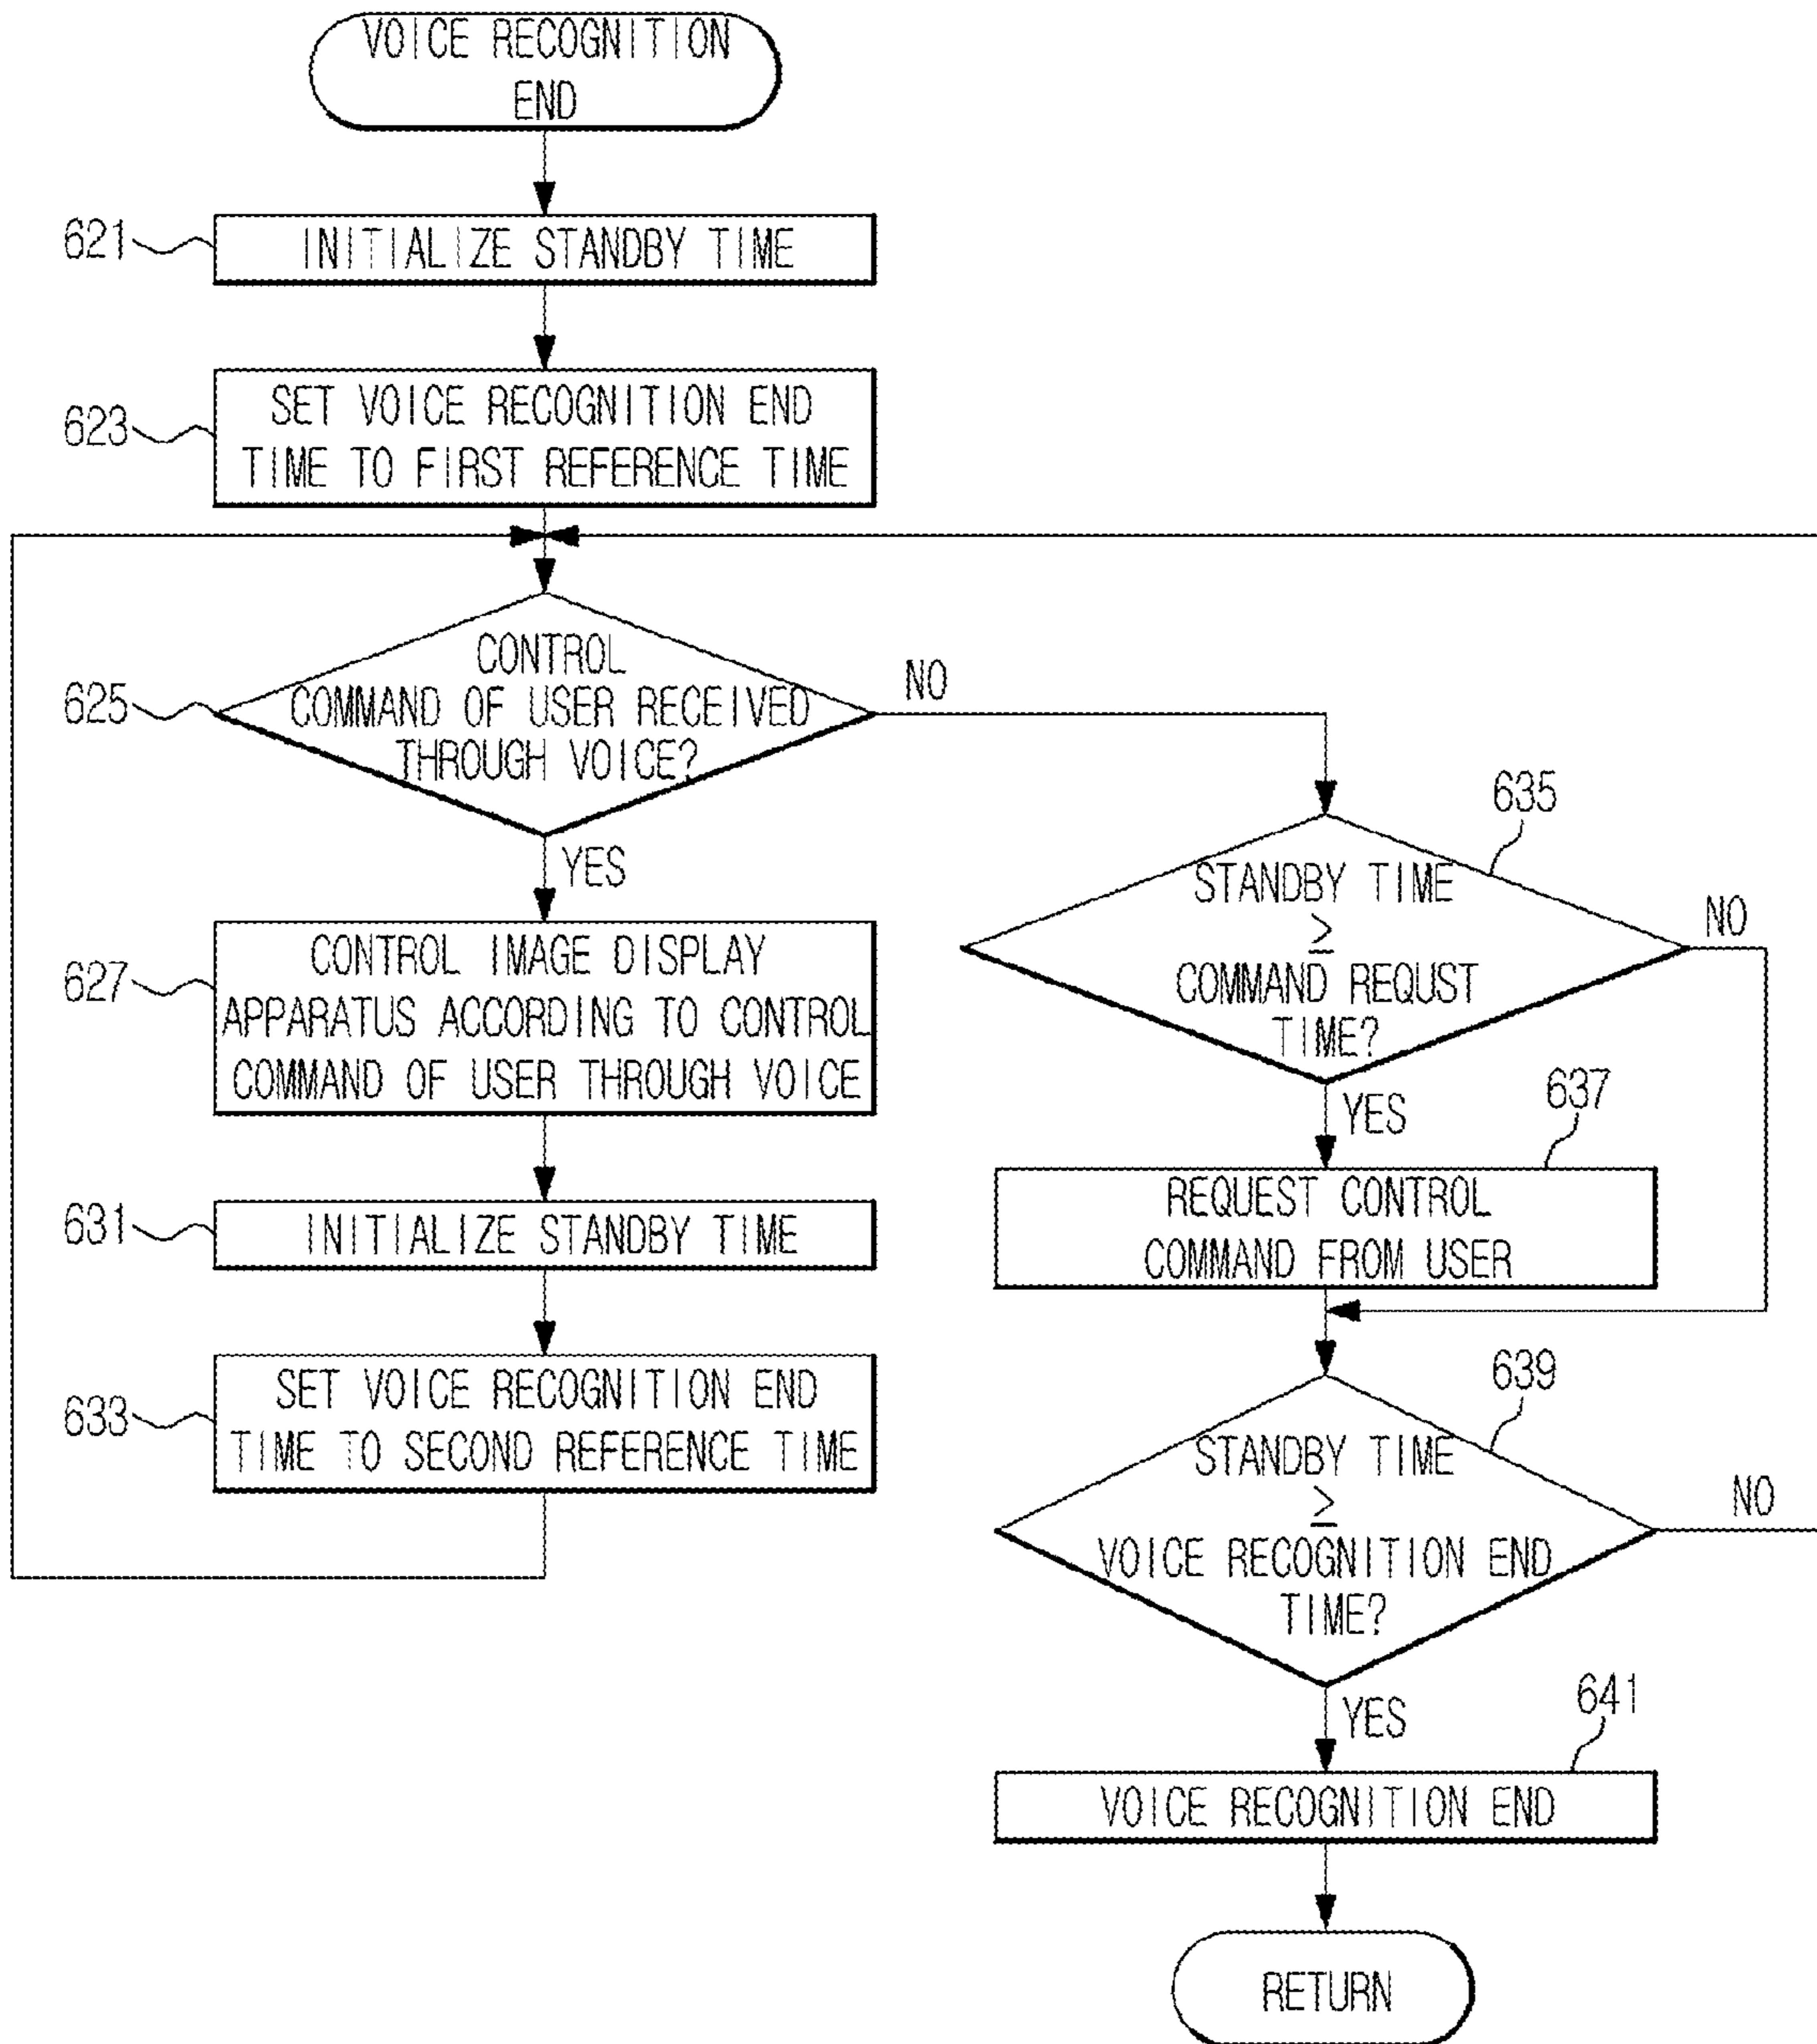 VOICE RECOGNITION
END
621
INITIALIZE STANDBY TIME
623
SET VOICE RECOGNITION END
TIME TO FIRST REFERENCE TIME
625
CONTROL
COMMAND OF USER RECEIVED
THROUGH VOICE?
NO
YES
627
CONTROL IMAGE DISPLAY
APPARATUS ACCORDING TO CONTROL
COMMAND OF USER THROUGH VOICE
631
INITIALIZE STANDBY TIME
633
SET VOICE RECOGNITION END
TIME TO SECOND REFERENCE TIME
635
STANDBY TIME
≥
COMMAND REQUST
TIME?
NO
YES
637
REQUEST CONTROL
COMMAND FROM USER
639
STANDBY TIME
≥
VOICE RECOGNITION END
TIME?
NO
YES
641
VOICE RECOGNITION END
RETURN